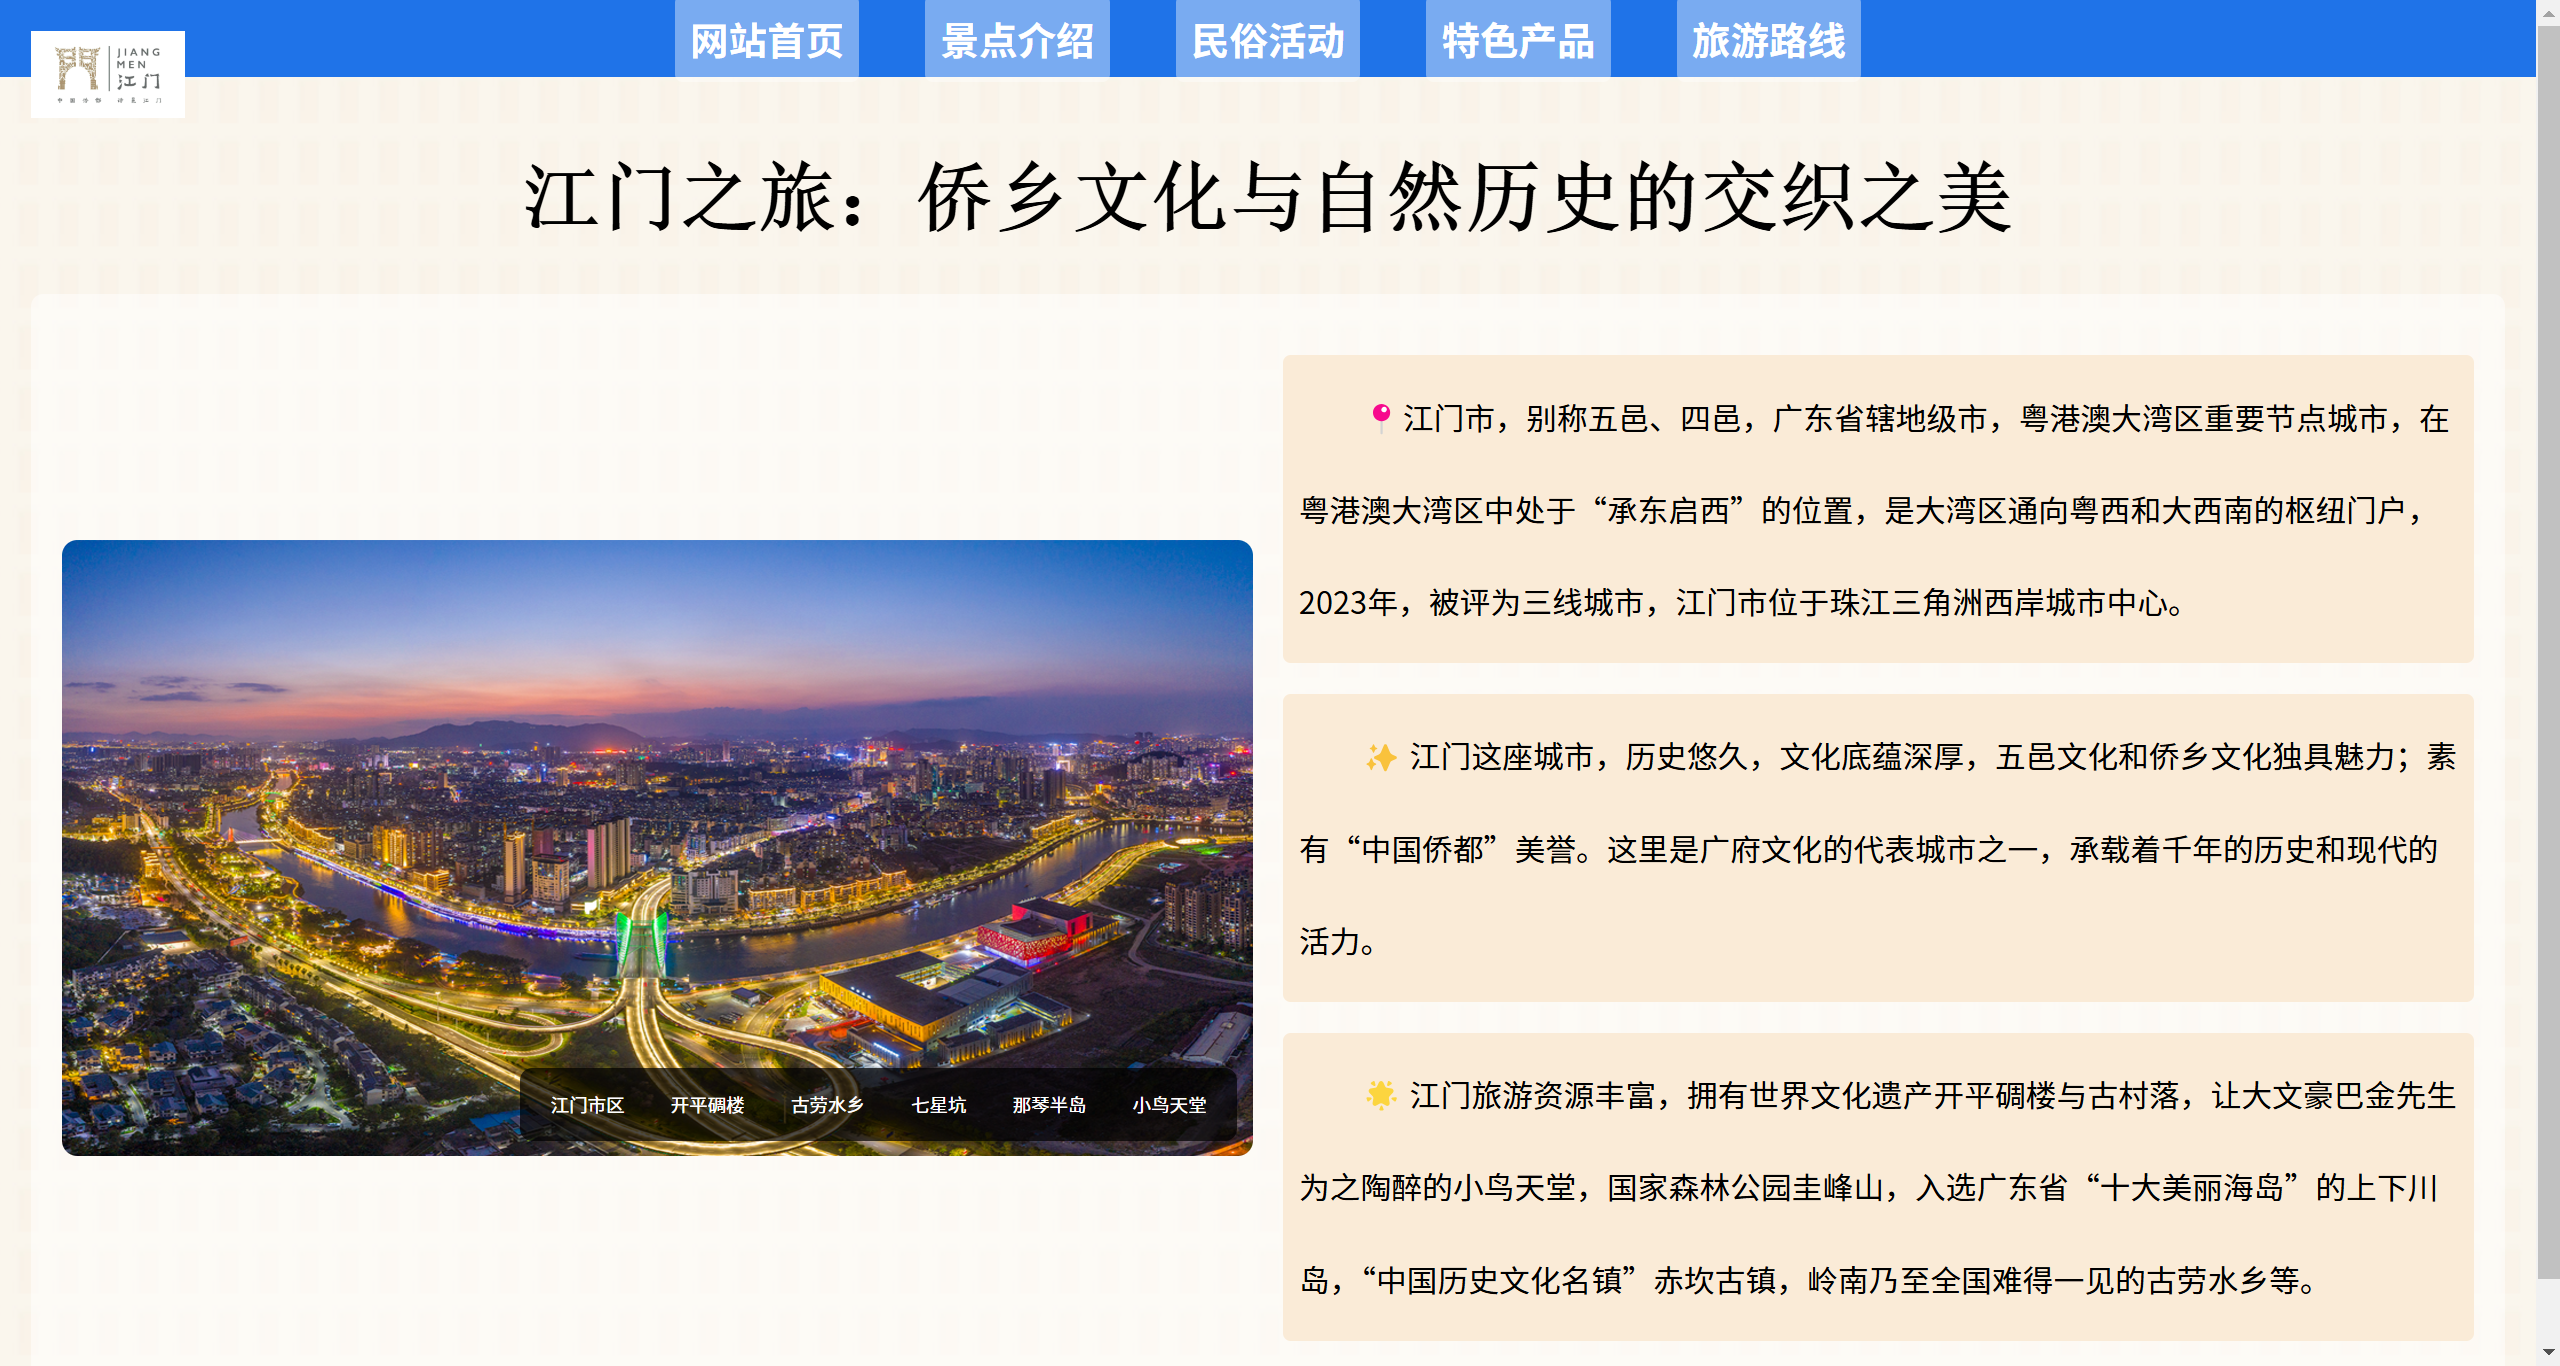 网站首页 景点介绍 民俗活动 特色产品 旅游路线
JIANG
MEN
江门
中国侨都
江门之旅：侨乡文化与自然历史的交织之美
江门市，别称五邑、四邑，广东省辖地级市，粤港澳大湾区重要节点城市，在
粤港澳大湾区中处于“承东启西”的位置，是大湾区通向粤西和大西南的枢纽门户，
2023年，被评为三线城市，江门市位于珠江三角洲西岸城市中心。
江门这座城市，历史悠久，文化底蕴深厚，五邑文化和侨乡文化独具魅力；素
有“中国侨都”美誉。这里是广府文化的代表城市之一，承载着千年的历史和现代的
活力。
江门旅游资源丰富，拥有世界文化遗产开平碉楼与古村落，让大文豪巴金先生
为之陶醉的小鸟天堂，国家森林公园圭峰山，入选广东省“十大美丽海岛”的上下川
岛，“中国历史文化名镇”赤坎古镇，岭南乃至全国难得一见的古劳水乡等。
江门市区 开平碉楼 古劳水乡 七星坑 那琴半岛 小鸟天堂